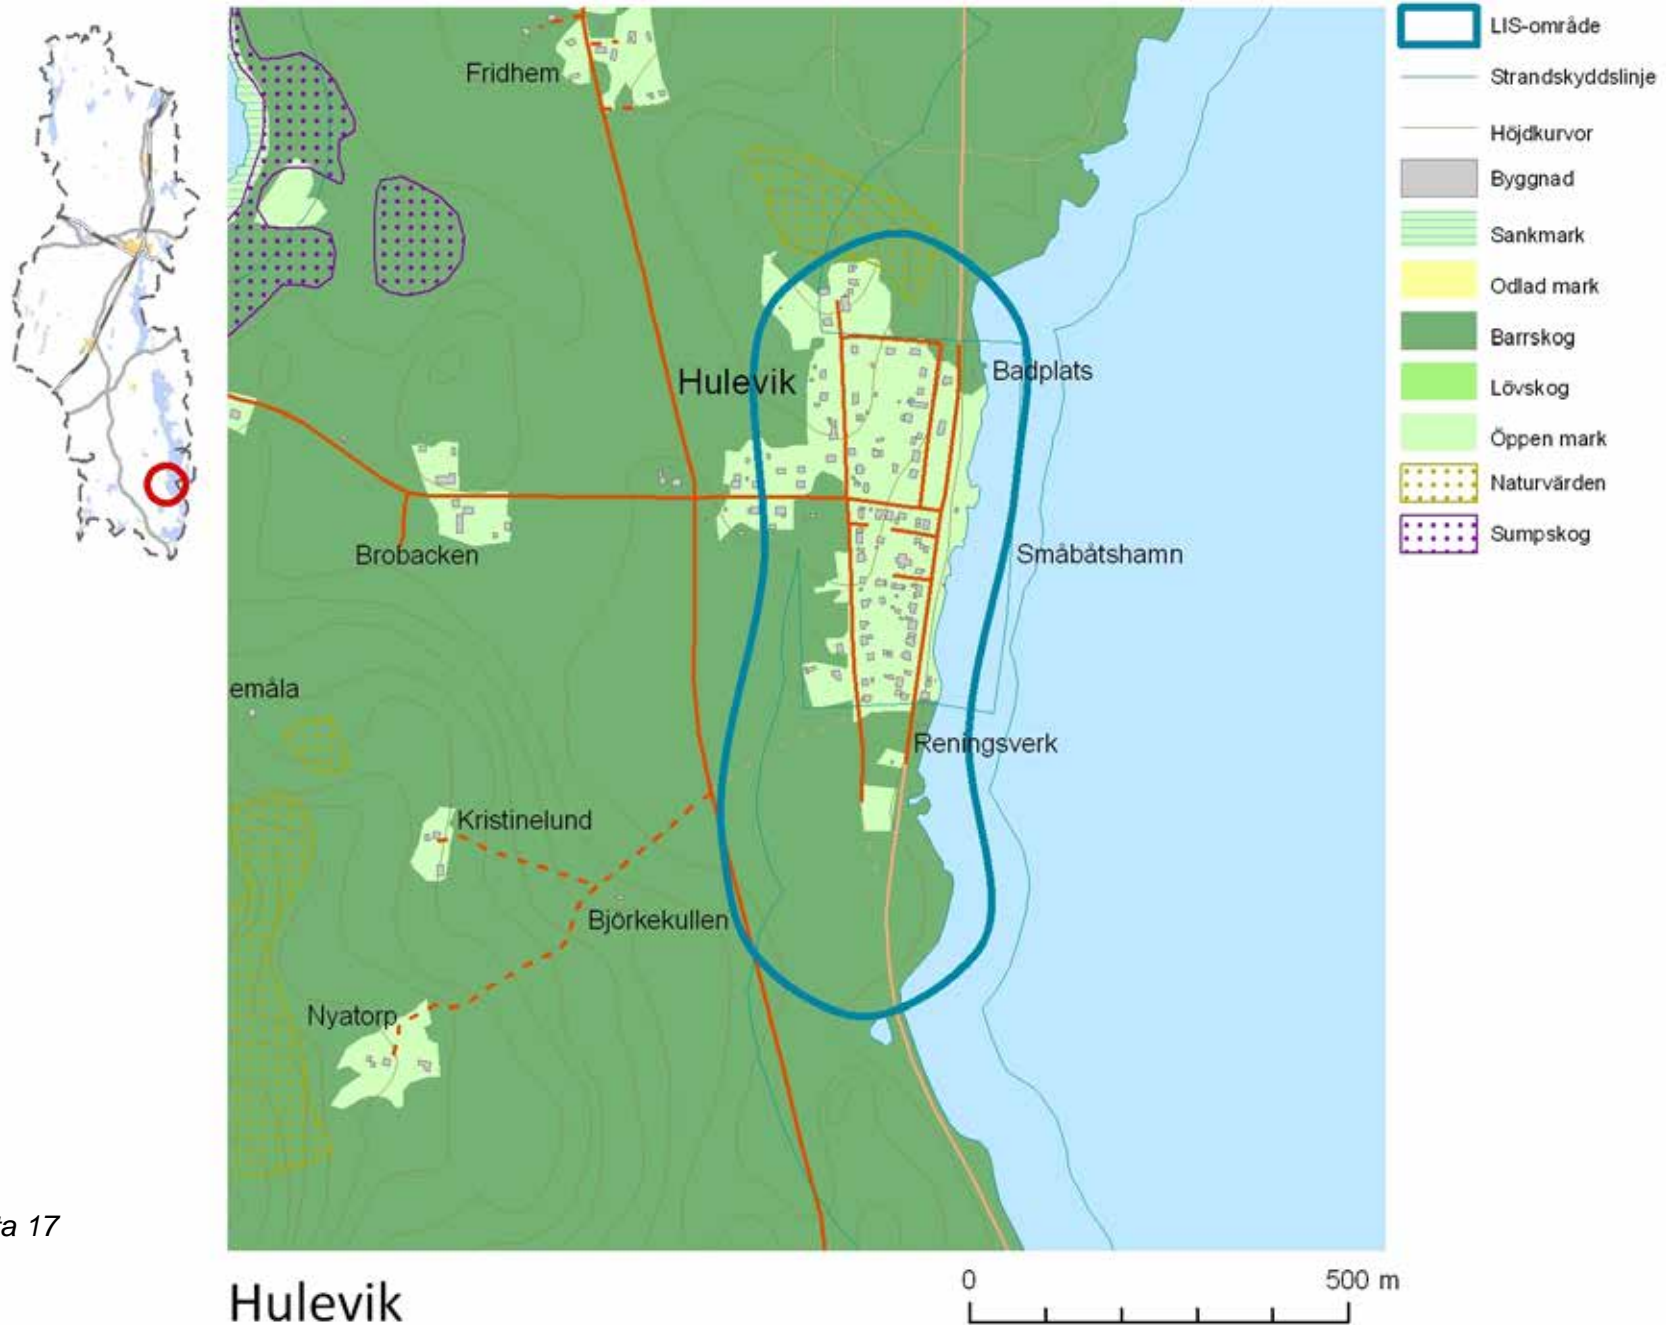 LIS-område
Strandskyddslinje
Höjdkurvor
Byggnad
Sankmark
Odlad mark
Barrskog
Lövskog
Öppen mark
Naturvärden
Sumpskog
Fridhem
Hulevik
Badplats
Brobacken
Småbåtshamn
emåla
Reningsverk
Kristinelund
Björkekullen
Nyatorp
a 17
Hulevik
0 500 m